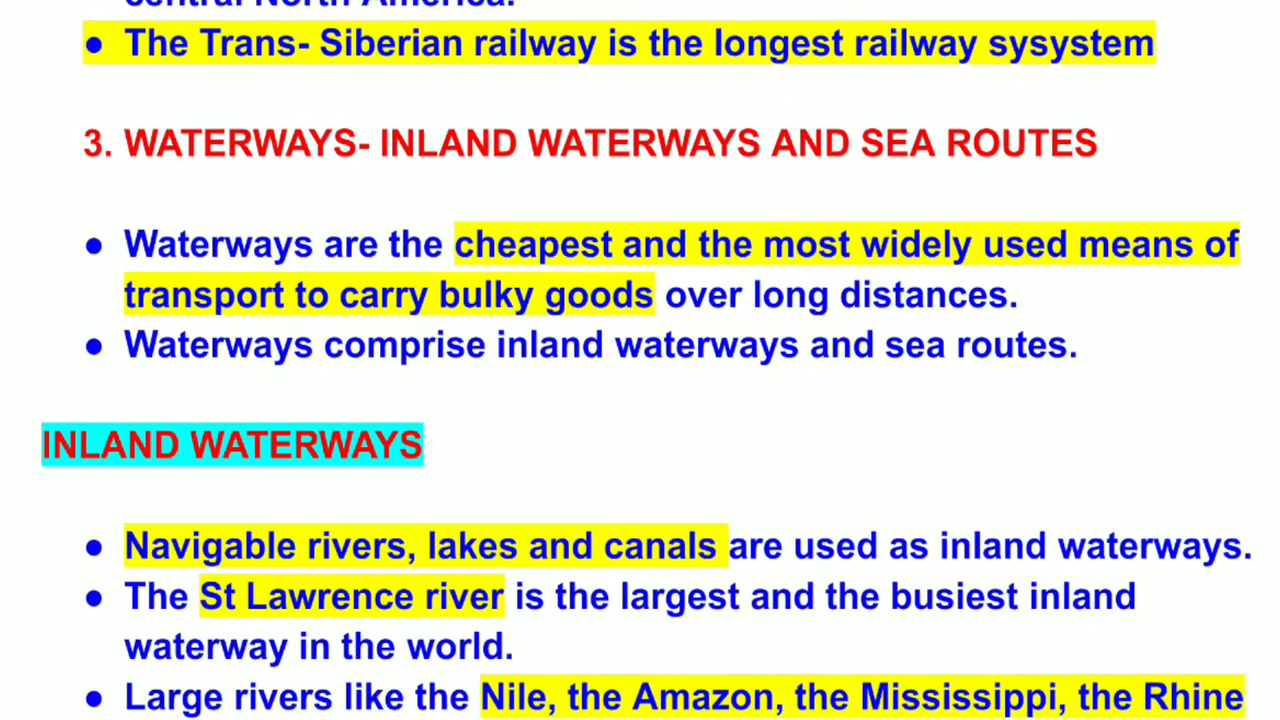 central North America.
● The Trans- Siberian railway is the longest railway sysystem
3. WATERWAYS- INLAND WATERWAYS AND SEA ROUTES
● Waterways are the cheapest and the most widely used means of
transport to carry bulky goods over long distances.
● Waterways comprise inland waterways and sea routes.
INLAND WATERWAYS
● Navigable rivers, lakes and canals are used as inland waterways.
● The St Lawrence river is the largest and the busiest inland
waterway in the world.
● Large rivers like the Nile, the Amazon, the Mississippi, the Rhine